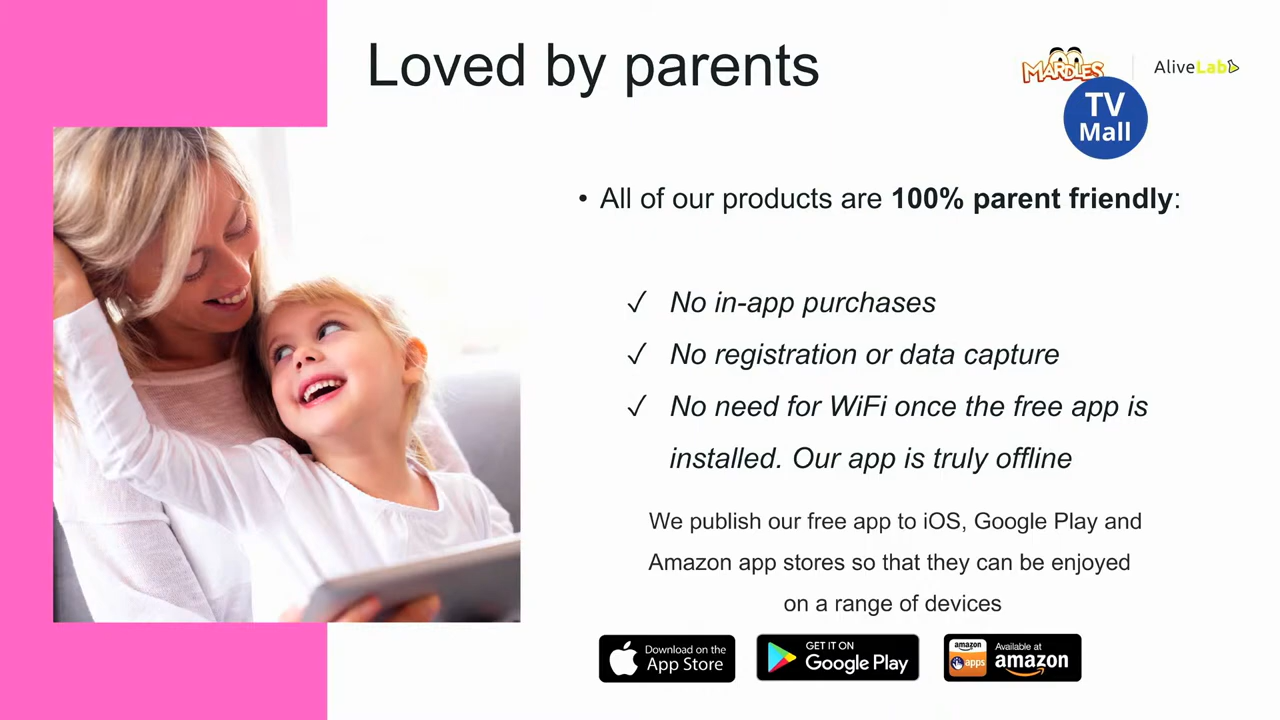 Loved by parents
MARDLES
AliveLab
TV
Mall
• All of our products are 100% parent friendly:
✓ No in-app purchases
✓ No registration or data capture
✓ No need for WiFi once the free app is
installed. Our app is truly offline
We publish our free app to iOS, Google Play and
Amazon app stores so that they can be enjoyed
on a range of devices
Download on the
App Store
GET IT ON
Google Play
amazon
apps
Available at
amazon